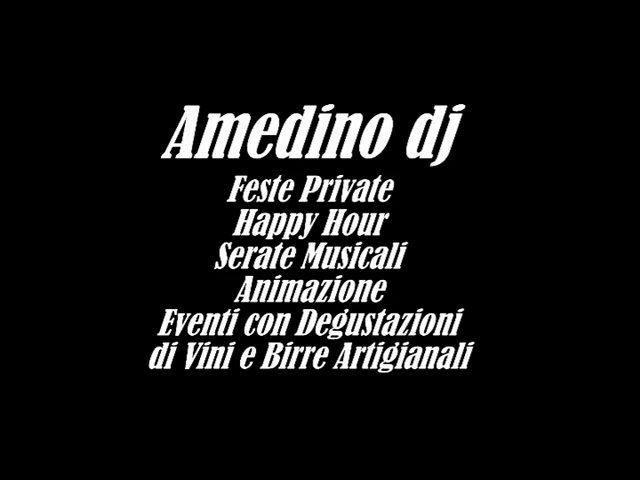 Amedino dj
Feste Private
Happy Hour
Serate Musicali
Animazione
Eventi con Degustazioni
di Vini e Birre Artigianali